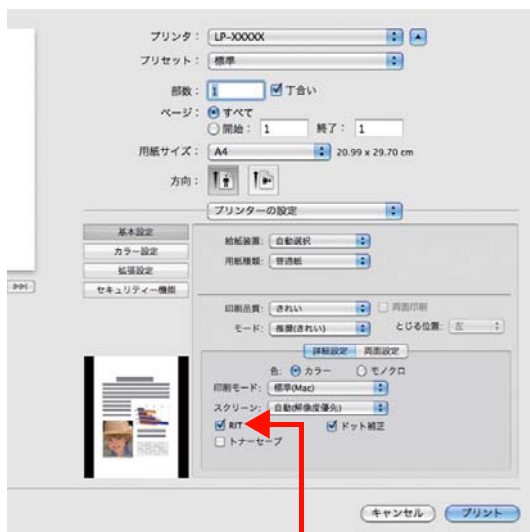 プリンタ： LP-XXXXX
プリセット： 標準
部数： 1 丁合い
ページ： すべて
開始： 1 終了： 1
用紙サイズ： A4 20.99 x 29.70 cm
方向：
プリンターの設定
基本設定
カラー設定
拡張設定
セキュリティー機能
給紙装置: 自動選択
用紙種類: 普通紙
印刷品質: きれい 両面印刷
モード: 推奨(きれい) とじる位置: 左
詳細設定 両面設定
色: カラー モノクロ
印刷モード: 標準(Mac)
スクリーン: 自動(解像度優先)
RIT ドット補正
トナーセーブ
キャンセル プリント